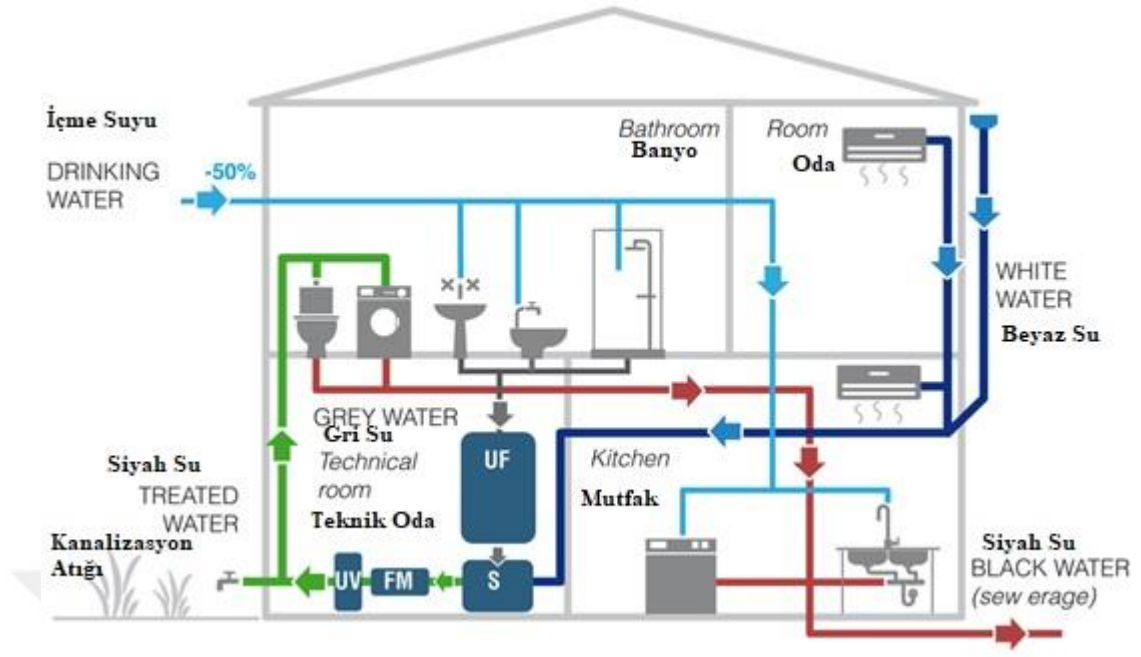 İçme Suyu
DRINKING
WATER
-50%
Bathroom
Banyo
Room
Oda
WHITE
WATER
Beyaz Su
GREY WATER
Gri Su
Technical
room
Teknik Oda
UF
Kitchen
Mutfak
Siyah Su
TREATED
WATER
Kanalizasyon
Atığı
UV
FM
S
Siyah Su
BLACK WATER
(sew erage)